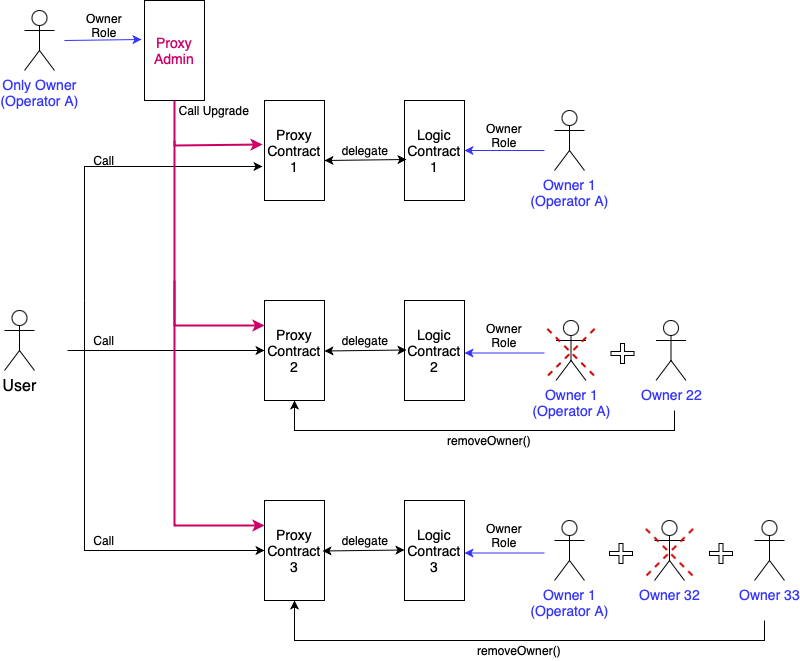 Owner
Role
Proxy
Admin
Only Owner
(Operator A)
Call Upgrade
Call
Proxy
Contract
1
delegate
Logic
Contract
1
Owner
Role
Owner 1
(Operator A)
User
Call
Proxy
Contract
2
delegate
Logic
Contract
2
Owner
Role
Owner 1
(Operator A)
Owner 22
removeOwner()
Call
Proxy
Contract
3
delegate
Logic
Contract
3
Owner
Role
Owner 1
(Operator A)
Owner 32
Owner 33
removeOwner()